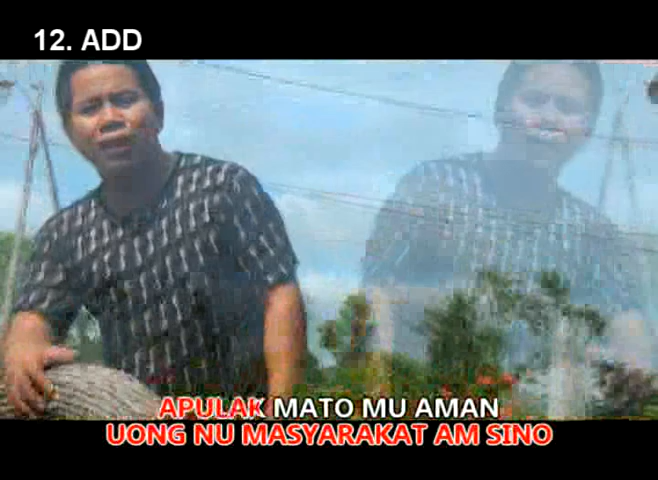 12. ADD
APULAK MATO MU AMAN
UONG NU MASYARAKAT AM SINO